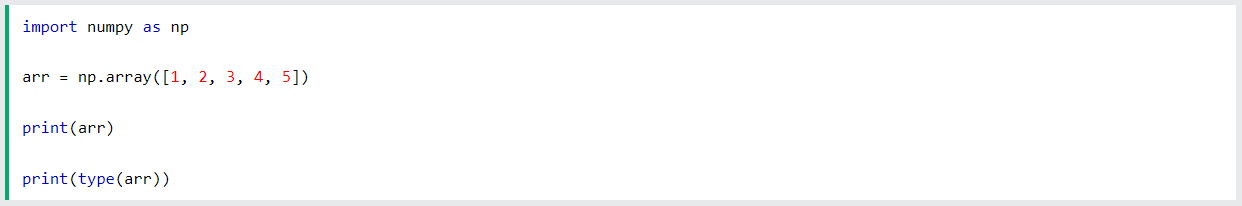 import numpy as np
arr = np.array([1, 2, 3, 4, 5])
print(arr)
print(type(arr))